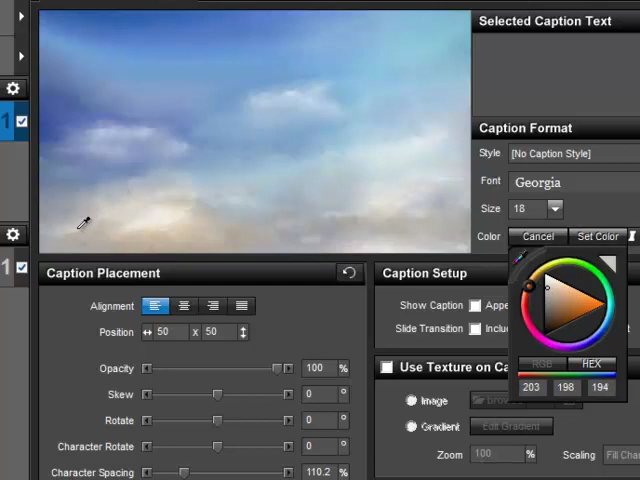 Selected Caption Text
1
Caption Format
Style [No Caption Style]
Font Georgia
Size 18
Color Cancel Set Color
1
Caption Placement
Caption Setup
Alignment
Position 50 x 50
Show Caption
Slide Transition
RGB HEX
203 198 194
Opacity 100 %
Skew 0 °
Rotate 0 °
Character Rotate 0 °
Character Spacing 110.2 %
Use Texture on
Image
Gradient Edit Gradient
Zoom 100 % Scaling Fill